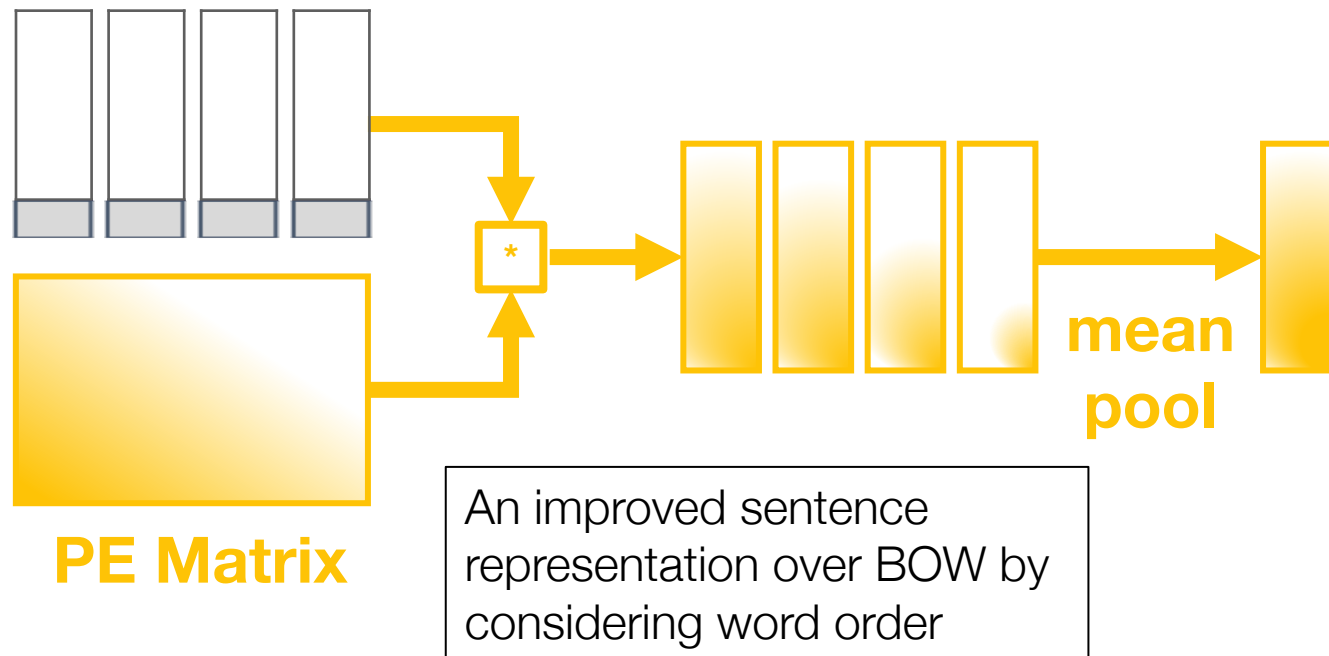 *
mean
pool
PE Matrix
An improved sentence
representation over BOW by
considering word order